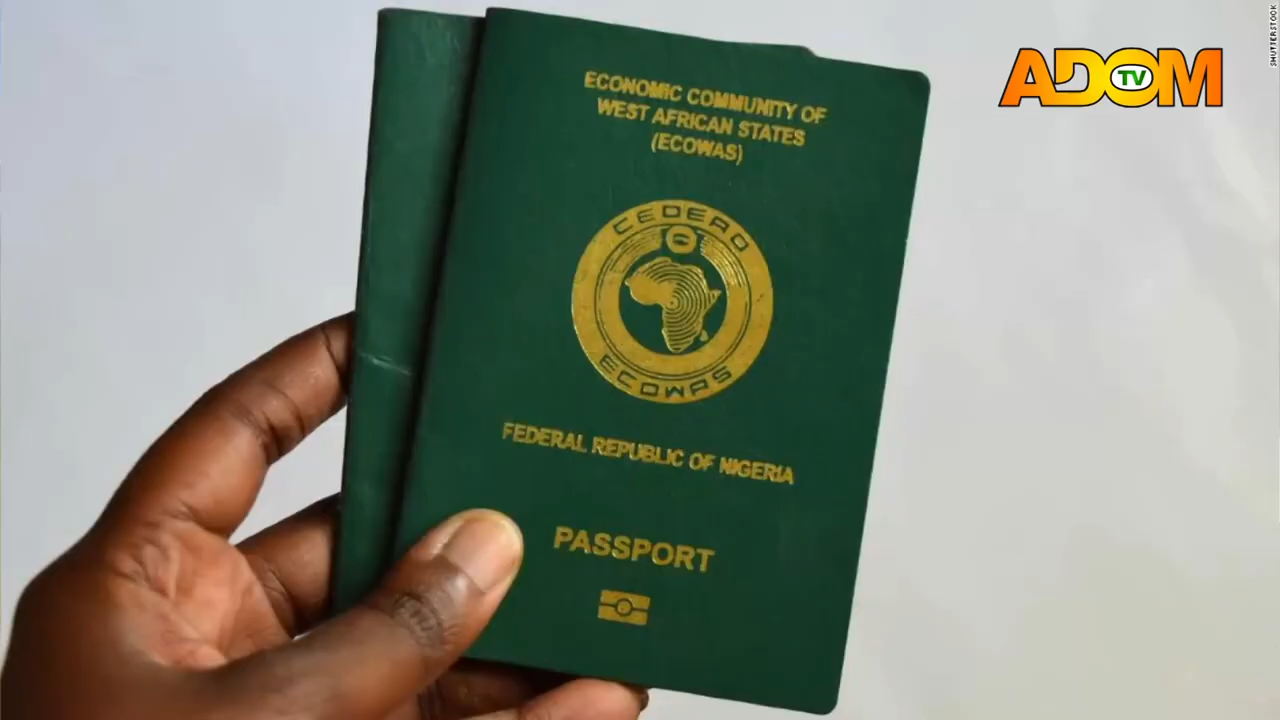 SHUTTERSTOCK
ADOM
TV
ECONOMIC COMMUNITY OF
WEST AFRICAN STATES
(ECOWAS)
CEDEAO
ECOWAS
FEDERAL REPUBLIC OF NIGERIA
PASSPORT